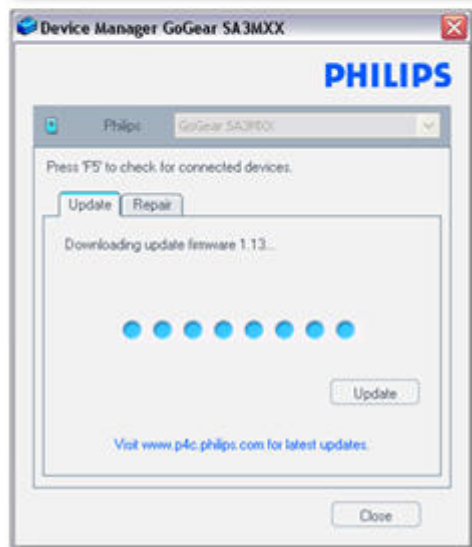 Device Manager GoGear SA3MXX
PHILIPS
Philips GoGear SA3MXX
Press 'F5' to check for connected devices.
Update Repair
Downloading update firmware 1.13...
Update
Visit www.p4c.philips.com for latest updates.
Close